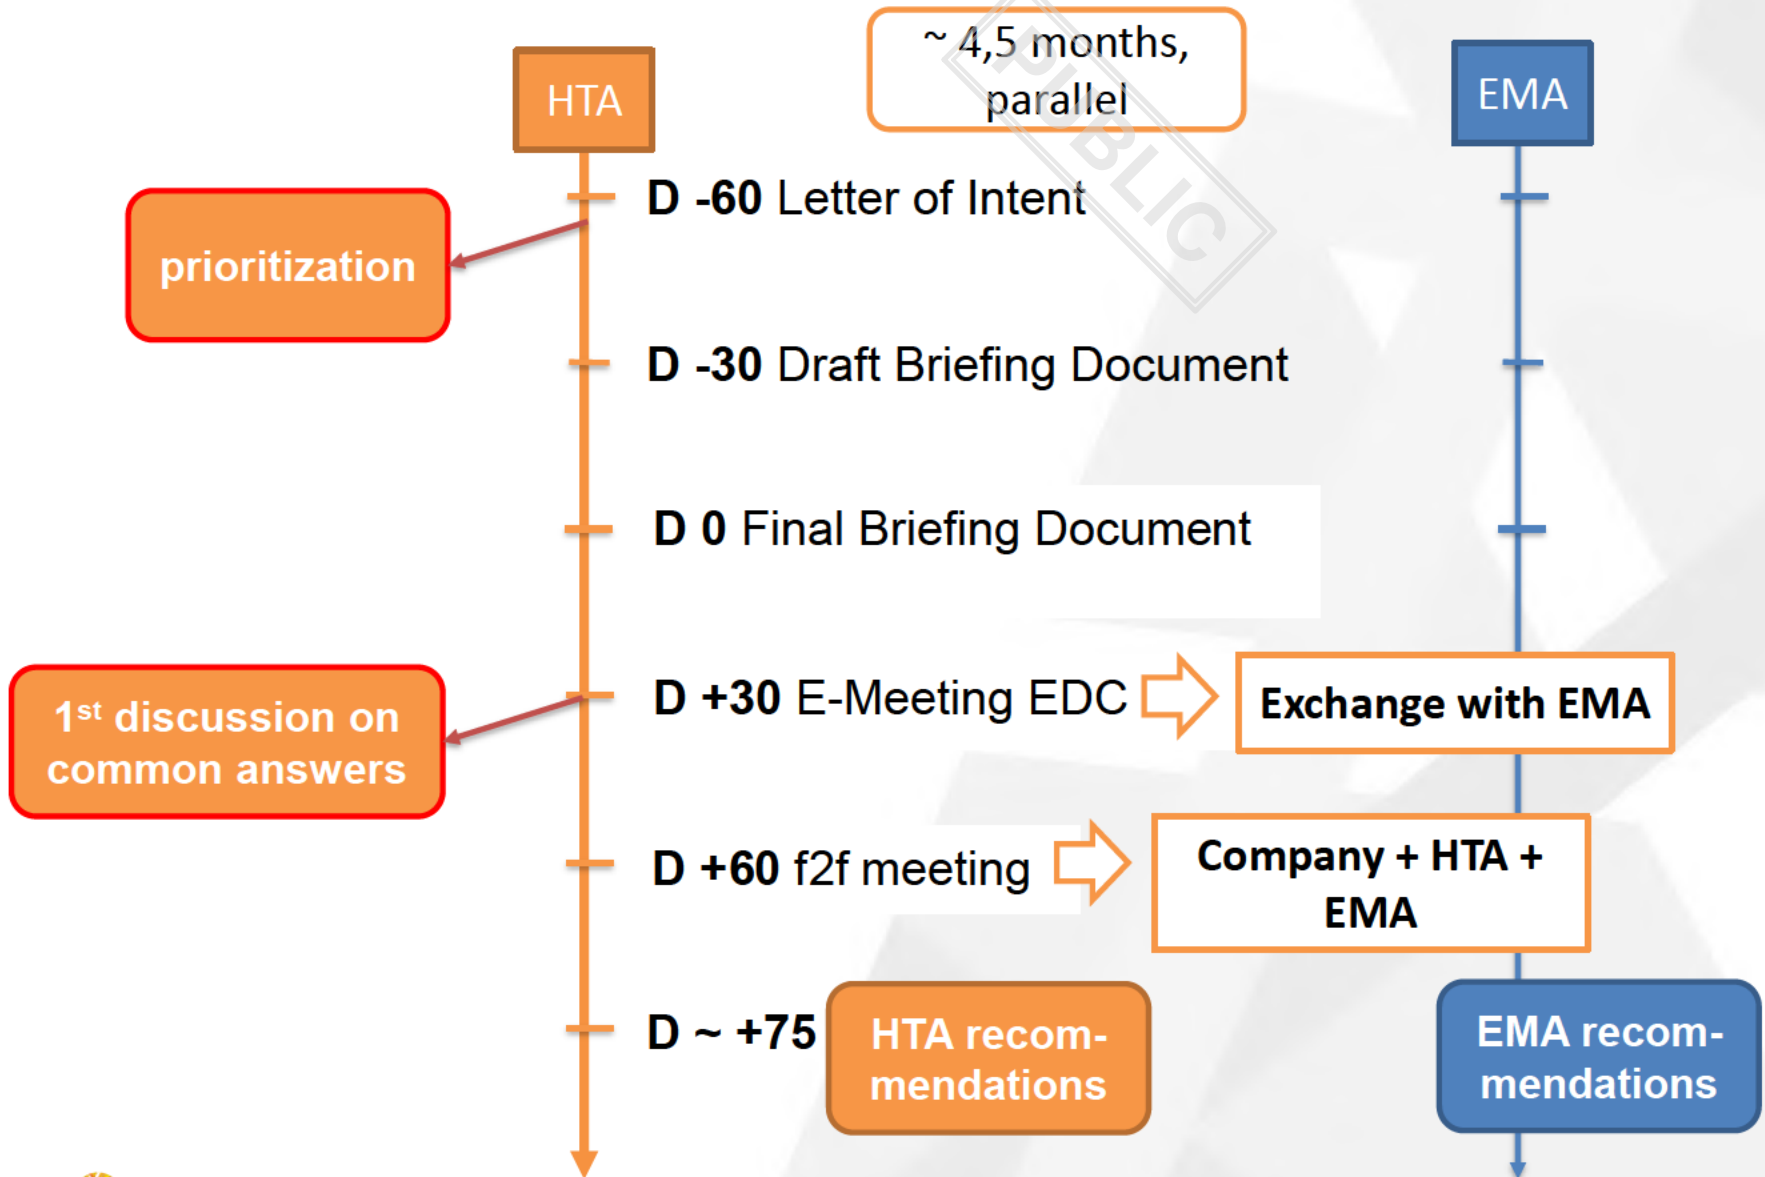 ~ 4,5 months,
parallel
HTA
EMA
PUBLIC
D -60 Letter of Intent
prioritization
D -30 Draft Briefing Document
D 0 Final Briefing Document
D +30 E-Meeting EDC
Exchange with EMA
1st discussion on
common answers
D +60 f2f meeting
Company + HTA +
EMA
D ~ +75
HTA recom-
mendations
EMA recom-
mendations